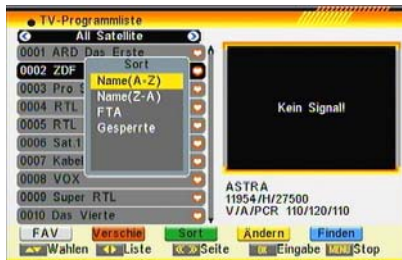 TV-Programmliste
All Satellite
0001 ARD Das Erste
Sort
0002 ZDF
Name(A-Z)
0003 Pro S
Name(Z-A)
0004 RTL
FTA
0005 RTL
Gesperrte
0006 Sat.1
0007 Kabel
0008 VOX
0009 Super RTL
0010 Das Vierte
Kein Signal!
ASTRA
11954/H/27500
V/A/PCR 110/120/110
FAV Verschie Sort Ändern Finden
Wahlen Liste Seite OK Eingabe MENU Stop